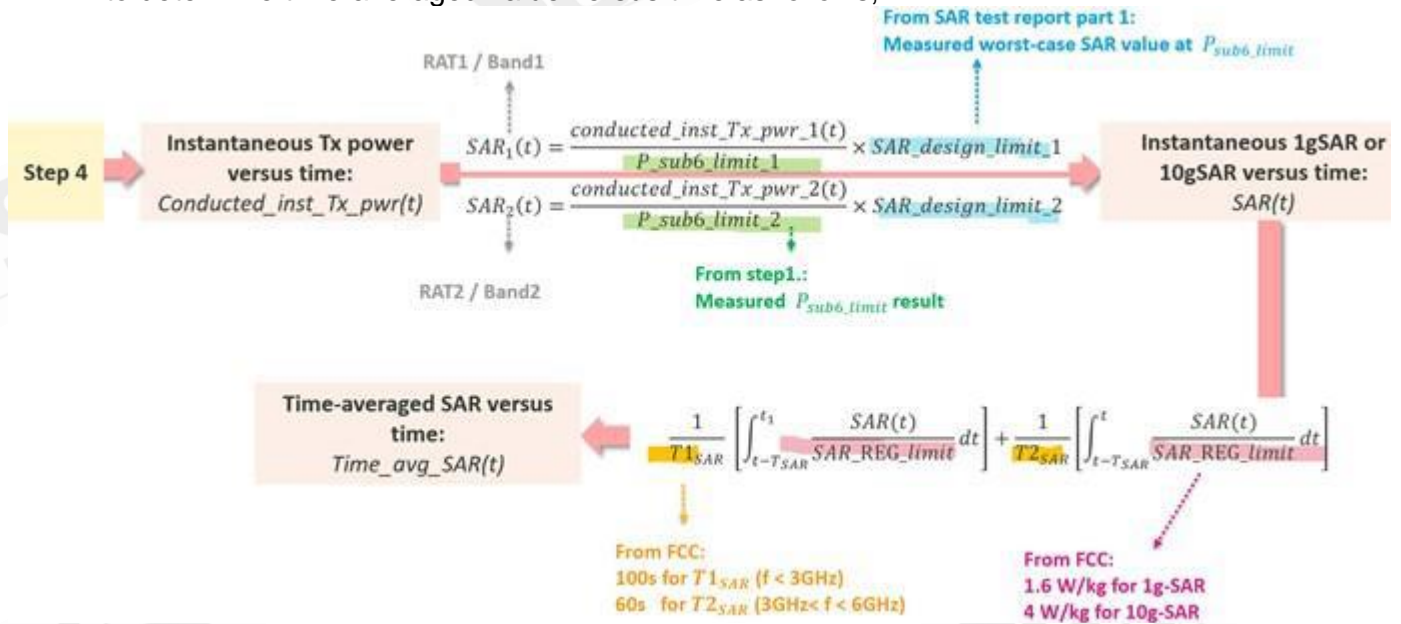 From SAR test report part 1:
Measured worst-case SAR value at P_sub6_limit
RAT1 / Band1
Step 4
Instantaneous Tx power
versus time:
Conducted_inst_Tx_pwr(t)
SAR₁(t) = conducted_inst_Tx_pwr_1(t) / P_sub6_limit_1 × SAR_design_limit_1
SAR₂(t) = conducted_inst_Tx_pwr_2(t) / P_sub6_limit_2 × SAR_design_limit_2
Instantaneous 1gSAR or
10gSAR versus time:
SAR(t)
RAT2 / Band2
From step1.:
Measured P_sub6_limit result
Time-averaged SAR versus
time:
Time_avg_SAR(t)
1/T1_SAR [∫_{t−T_SAR}^{t₁} SAR(t)/SAR_REG_limit dt] + 1/T2_SAR [∫_{t−T_SAR}^{t} SAR(t)/SAR_REG_limit dt]
From FCC:
100s for T1_SAR (f < 3GHz)
60s for T2_SAR (3GHz< f < 6GHz)
From FCC:
1.6 W/kg for 1g-SAR
4 W/kg for 10g-SAR